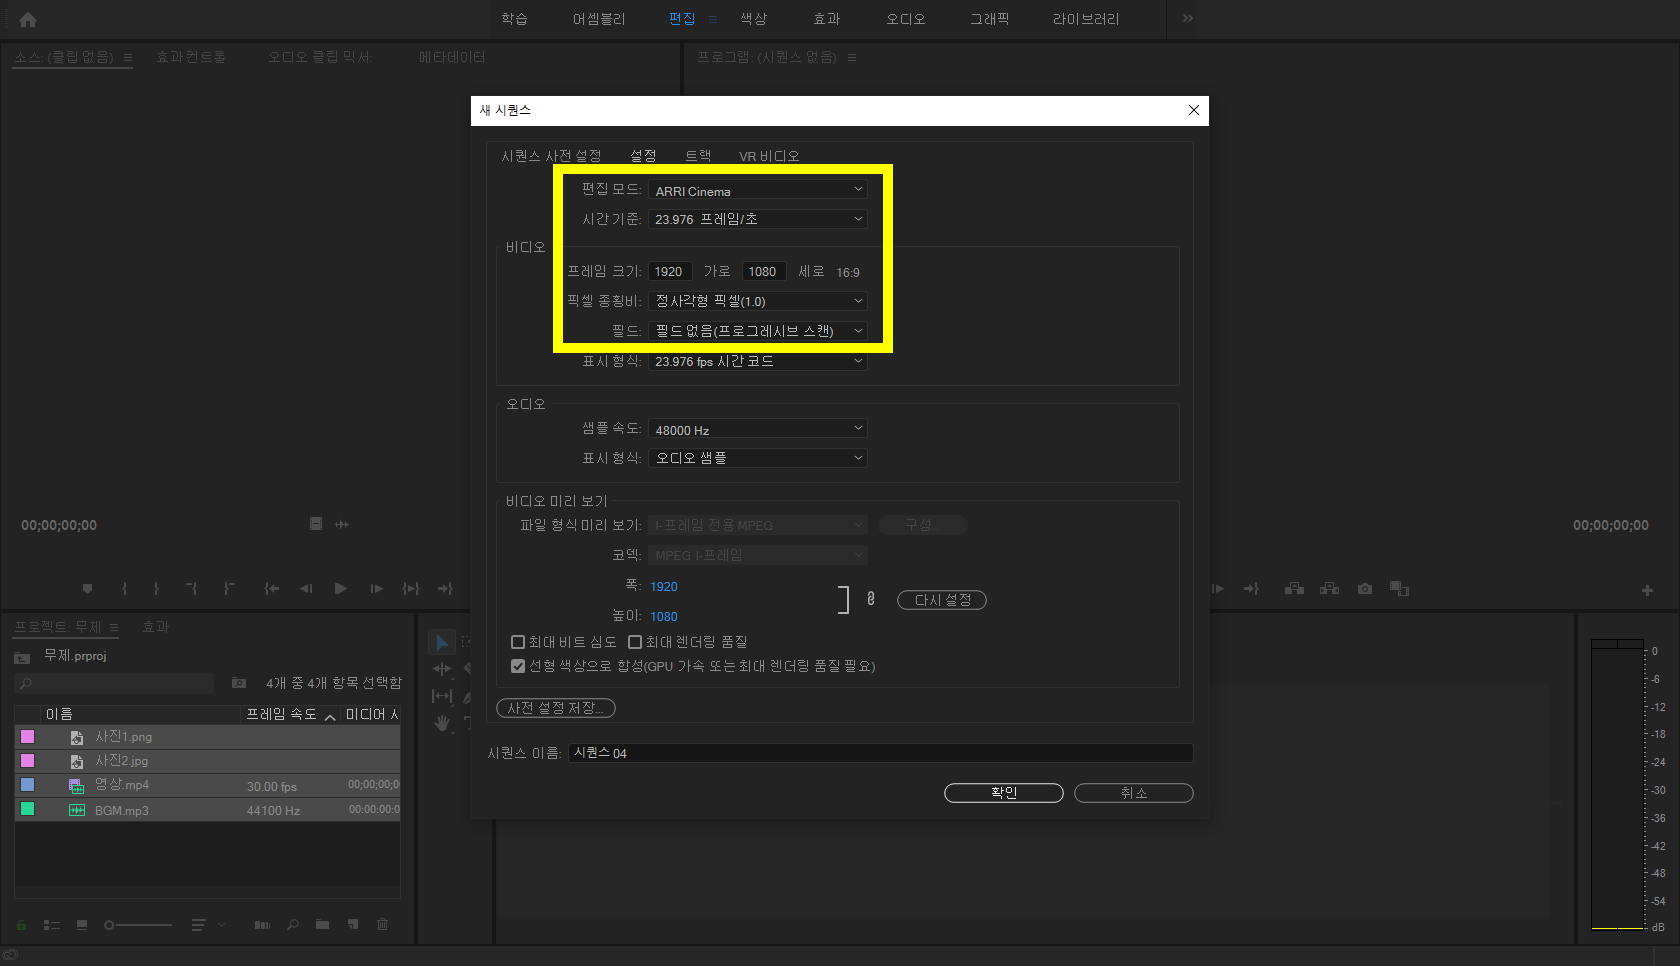 학습 어셈블리 편집 색상 효과 오디오 그래픽 라이브러리
소스: (클립 없음) 효과 컨트롤 오디오 클립 믹서: 메타데이터 프로그램: (시퀀스 없음)
새 시퀀스
시퀀스 사전 설정 설정 트랙 VR 비디오
편집 모드: ARRI Cinema
시간 기준: 23.976 프레임/초
비디오
프레임 크기: 1920 가로 1080 세로 16:9
픽셀 종횡비: 정사각형 픽셀(1.0)
필드: 필드 없음(프로그레시브 스캔)
표시 형식: 23.976 fps 시간 코드
오디오
샘플 속도: 48000 Hz
표시 형식: 오디오 샘플
비디오 미리 보기
파일 형식 미리 보기: I-프레임 전용 MPEG 구성...
코덱: MPEG I-프레임
폭: 1920
높이: 1080
다시 설정
최대 비트 심도 최대 렌더링 품질
선형 색상으로 합성(GPU 가속 또는 최대 렌더링 품질 필요)
사전 설정 저장...
시퀀스 이름: 시퀀스 04
확인 취소
00;00;00;00
00;00;00;00
프로젝트: 무제 효과
무제.prproj
4개 중 4개 항목 선택함
이름 프레임 속도 미디어 시
사진1.png
사진2.jpg
영상.mp4 30.00 fps 00;00;00;0
BGM.mp3 44100 Hz 00:00:00:0
0
-6
-12
-18
-24
-30
-36
-42
-48
-54
dB